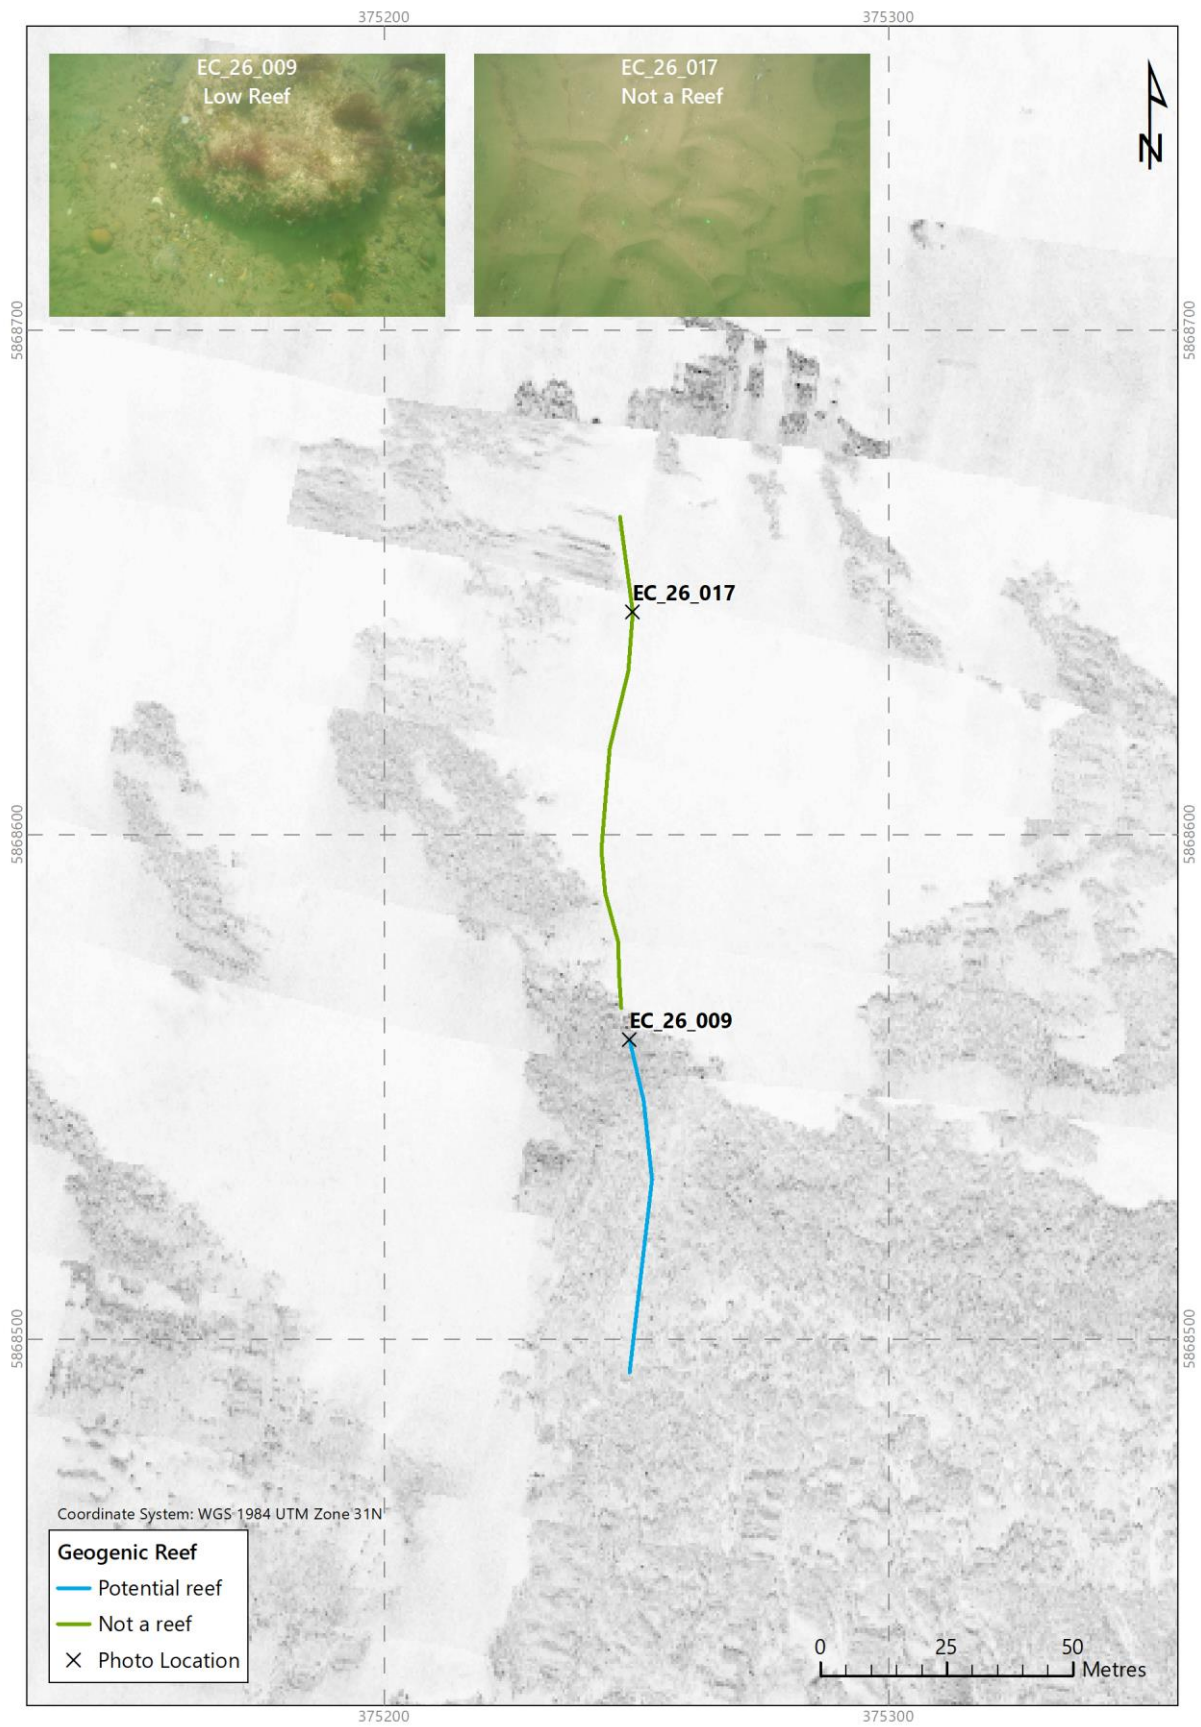 375200
375300
EC_26_009
Low Reef
EC_26_017
Not a Reef
N
5868700
5868700
EC_26_017
5868600
5868600
EC_26_009
5868500
5868500
Coordinate System: WGS 1984 UTM Zone 31N
Geogenic Reef
Potential reef
Not a reef
Photo Location
0 25 50
Metres
375200
375300